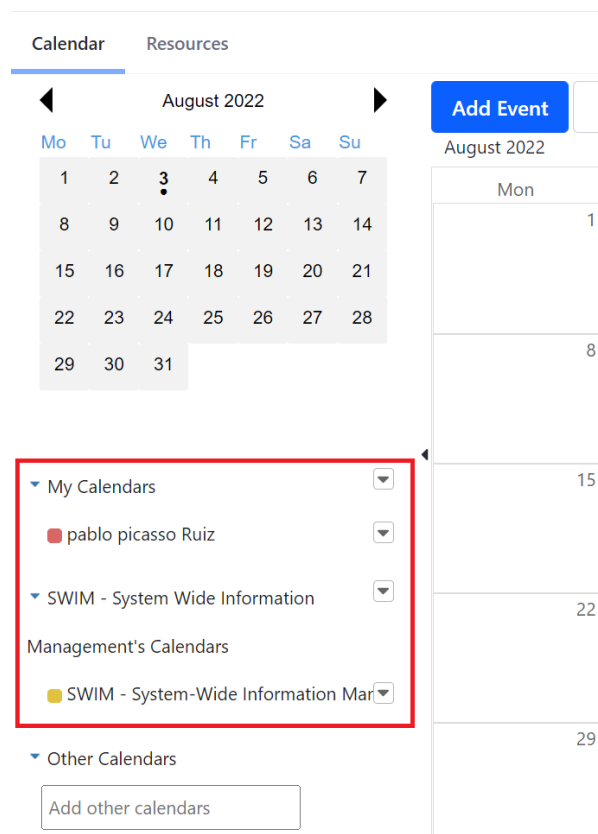 Calendar Resources
August 2022
Mo Tu We Th Fr Sa Su
1 2 3 4 5 6 7
8 9 10 11 12 13 14
15 16 17 18 19 20 21
22 23 24 25 26 27 28
29 30 31
My Calendars
pablo picasso Ruiz
SWIM - System Wide Information
Management's Calendars
SWIM - System-Wide Information Mar
Other Calendars
Add other calendars
Add Event
August 2022
Mon
1
8
15
22
29